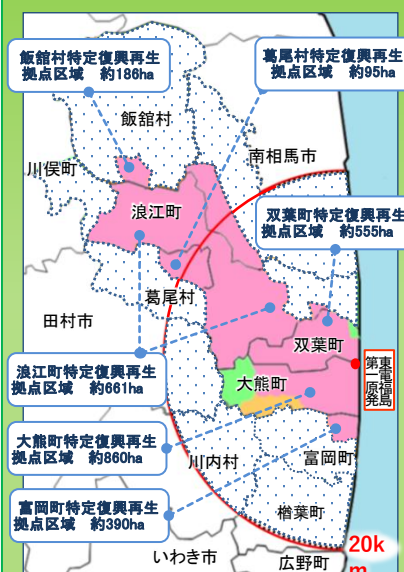 飯舘村特定復興再生
拠点区域　約186ha
葛尾村特定復興再生
拠点区域　約95ha
飯舘村
川俣町
南相馬市
浪江町
双葉町特定復興再生
拠点区域　約555ha
葛尾村
田村市
双葉町
浪江町特定復興再生
拠点区域　約661ha
大熊町
東電福島
第一原発
大熊町特定復興再生
拠点区域　約860ha
川内村
富岡町
富岡町特定復興再生
拠点区域　約390ha
楢葉町
いわき市
広野町
20k
m